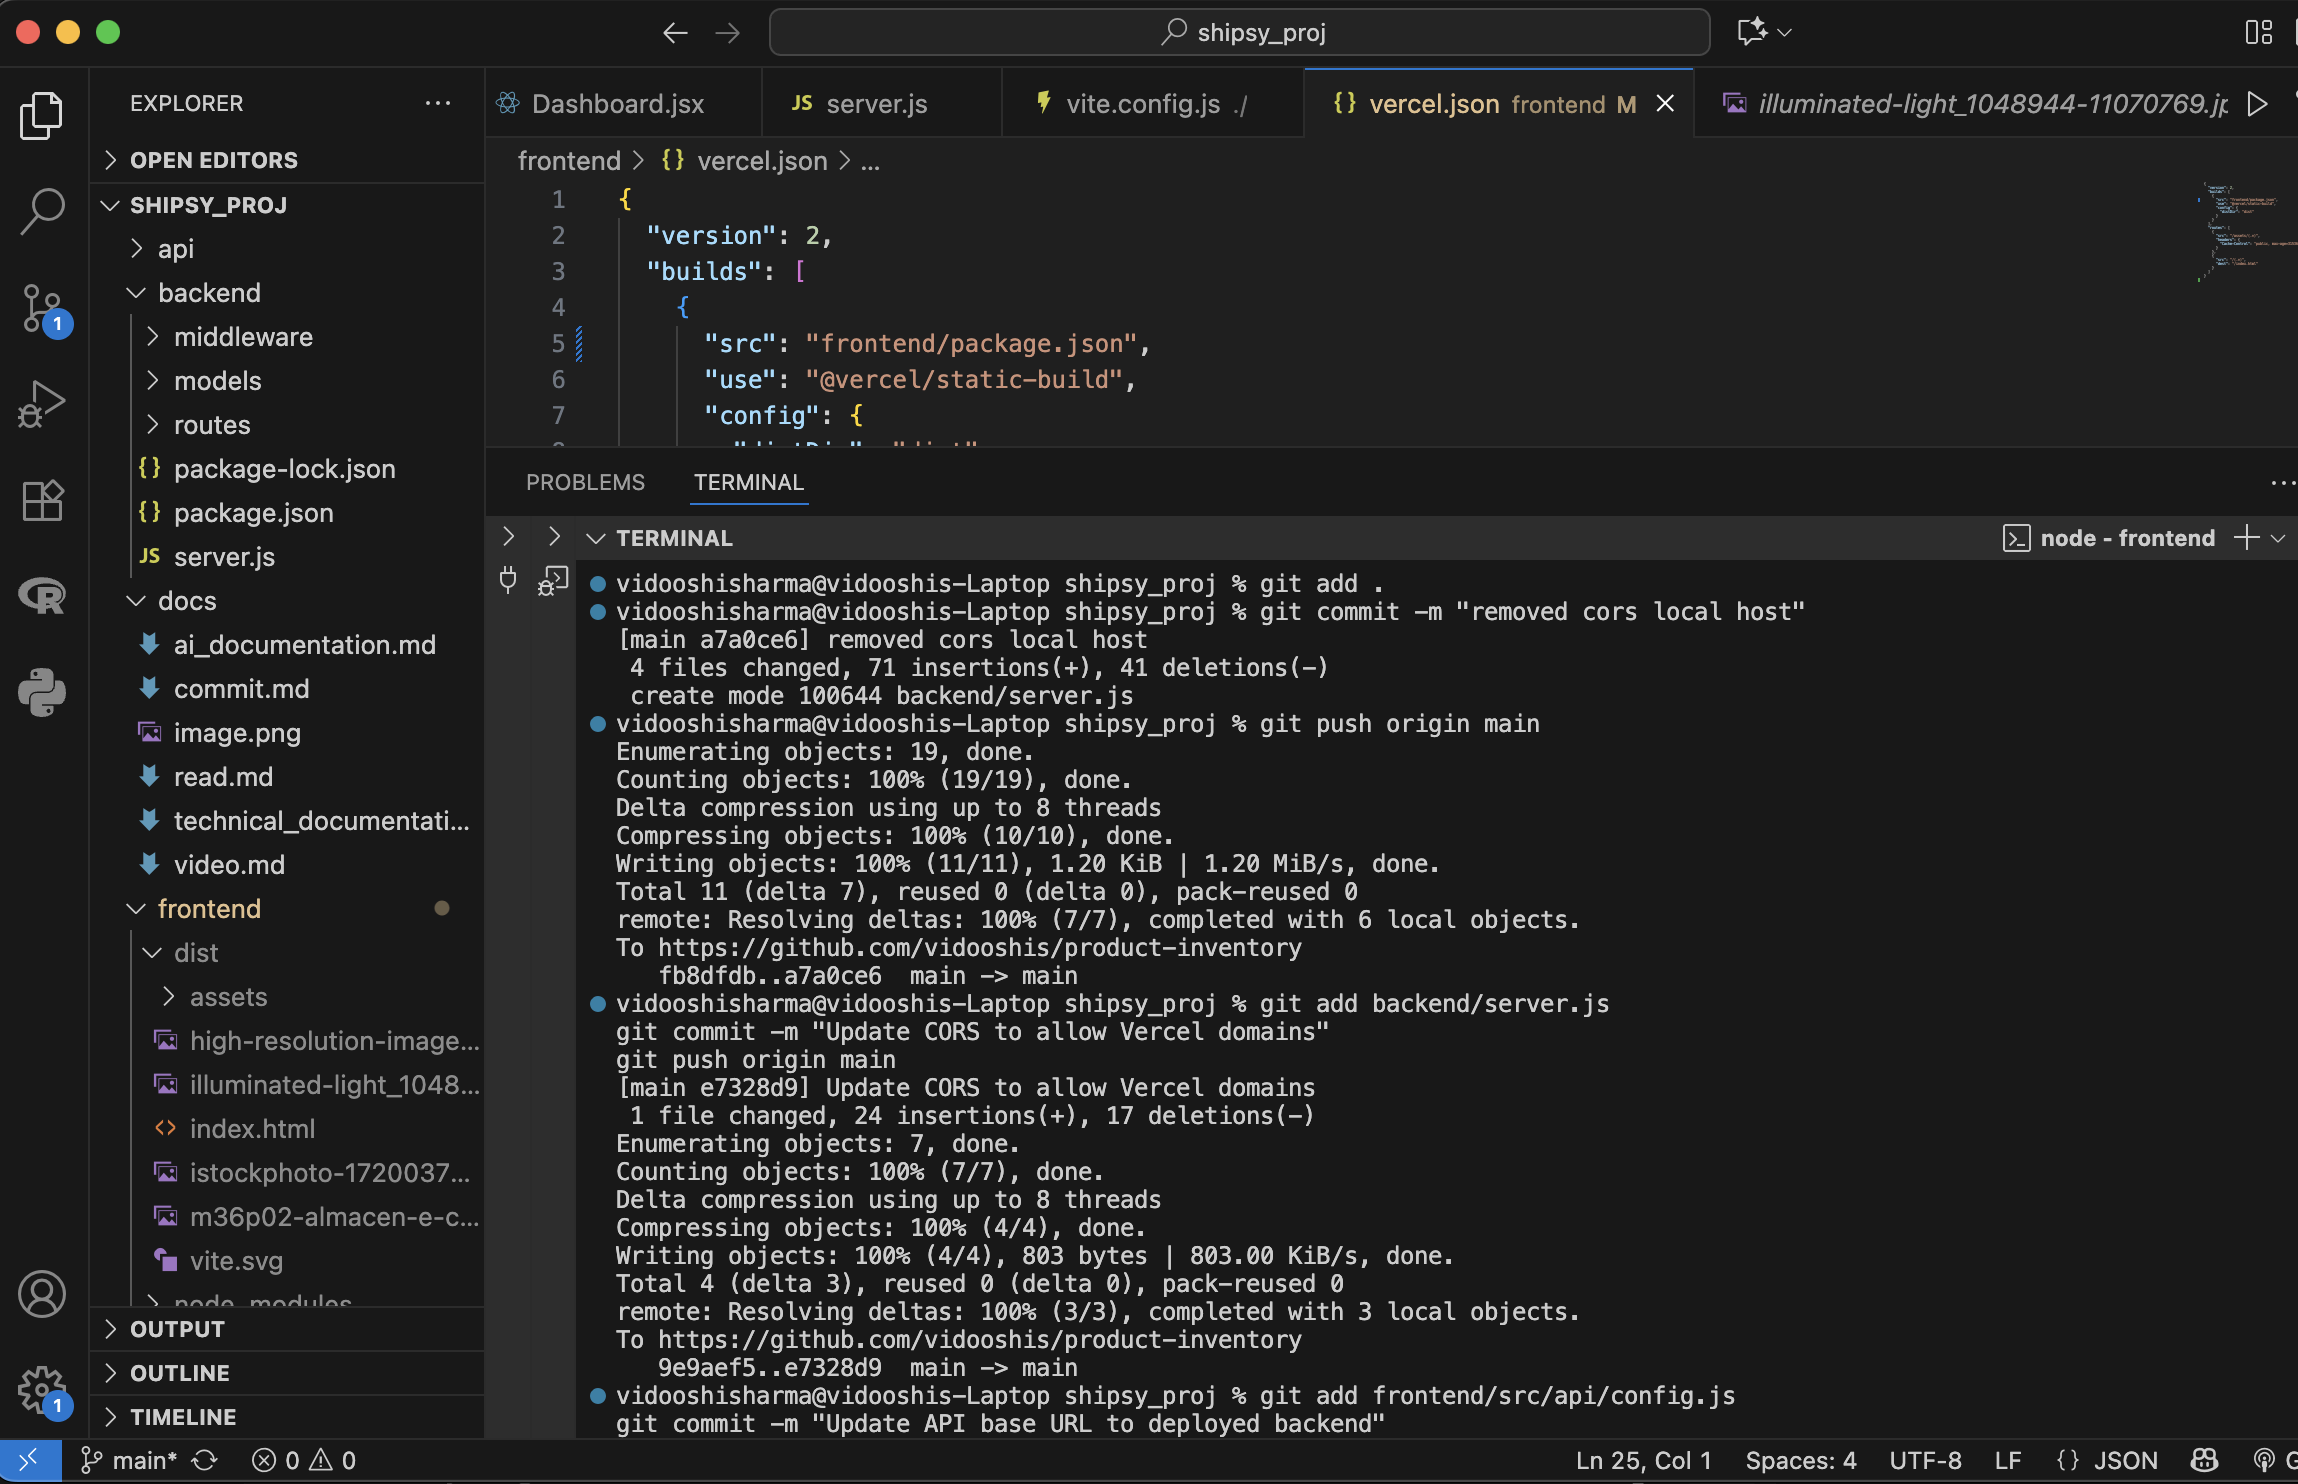 shipsy_proj
EXPLORER
OPEN EDITORS
SHIPSY_PROJ
api
backend
middleware
models
routes
{} package-lock.json
{} package.json
JS server.js
docs
ai_documentation.md
commit.md
image.png
read.md
technical_documentati...
video.md
frontend
dist
assets
high-resolution-image...
illuminated-light_1048...
index.html
istockphoto-1720037...
m36p02-almacen-e-c...
vite.svg
node_modules
OUTPUT
OUTLINE
TIMELINE
1
1
Dashboard.jsx
JS server.js
vite.config.js ./
{} vercel.json frontend M
illuminated-light_1048944-11070769.jp
frontend > {} vercel.json > ...
1 {
2 "version": 2,
3 "builds": [
4 {
5 "src": "frontend/package.json",
6 "use": "@vercel/static-build",
7 "config": {
8 "distDir": "dist"
PROBLEMS TERMINAL
TERMINAL
node - frontend
vidooshisharma@vidooshis-Laptop shipsy_proj % git add .
vidooshisharma@vidooshis-Laptop shipsy_proj % git commit -m "removed cors local host"
[main a7a0ce6] removed cors local host
4 files changed, 71 insertions(+), 41 deletions(-)
create mode 100644 backend/server.js
vidooshisharma@vidooshis-Laptop shipsy_proj % git push origin main
Enumerating objects: 19, done.
Counting objects: 100% (19/19), done.
Delta compression using up to 8 threads
Compressing objects: 100% (10/10), done.
Writing objects: 100% (11/11), 1.20 KiB | 1.20 MiB/s, done.
Total 11 (delta 7), reused 0 (delta 0), pack-reused 0
remote: Resolving deltas: 100% (7/7), completed with 6 local objects.
To https://github.com/vidooshis/product-inventory
fb8dfdb..a7a0ce6 main -> main
vidooshisharma@vidooshis-Laptop shipsy_proj % git add backend/server.js
git commit -m "Update CORS to allow Vercel domains"
git push origin main
[main e7328d9] Update CORS to allow Vercel domains
1 file changed, 24 insertions(+), 17 deletions(-)
Enumerating objects: 7, done.
Counting objects: 100% (7/7), done.
Delta compression using up to 8 threads
Compressing objects: 100% (4/4), done.
Writing objects: 100% (4/4), 803 bytes | 803.00 KiB/s, done.
Total 4 (delta 3), reused 0 (delta 0), pack-reused 0
remote: Resolving deltas: 100% (3/3), completed with 3 local objects.
To https://github.com/vidooshis/product-inventory
9e9aef5..e7328d9 main -> main
vidooshisharma@vidooshis-Laptop shipsy_proj % git add frontend/src/api/config.js
git commit -m "Update API base URL to deployed backend"
main* 0 0
Ln 25, Col 1 Spaces: 4 UTF-8 LF {} JSON